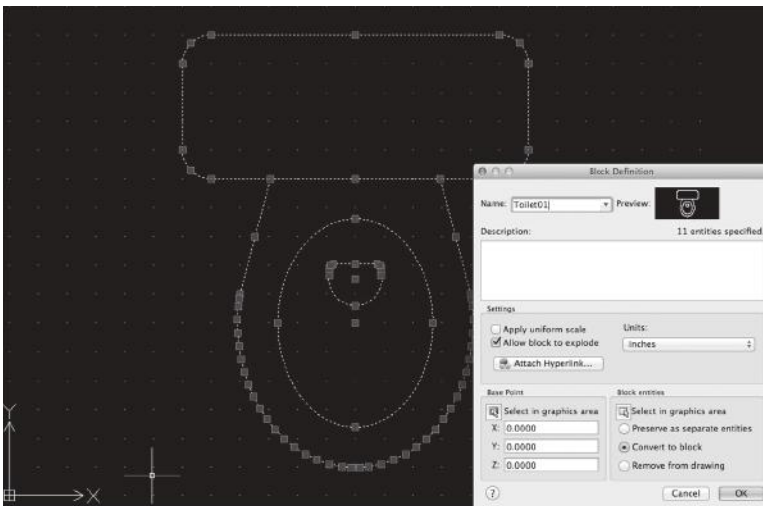 Block Definition
Name: Toilet01 Preview:
Description: 11 entities specified
Settings
Apply uniform scale Units:
Allow block to explode Inches
Attach Hyperlink...
Base Point Block entities
Select in graphics area Select in graphics area
X: 0.0000 Preserve as separate entities
Y: 0.0000 Convert to block
Z: 0.0000 Remove from drawing
? Cancel OK
Y
X